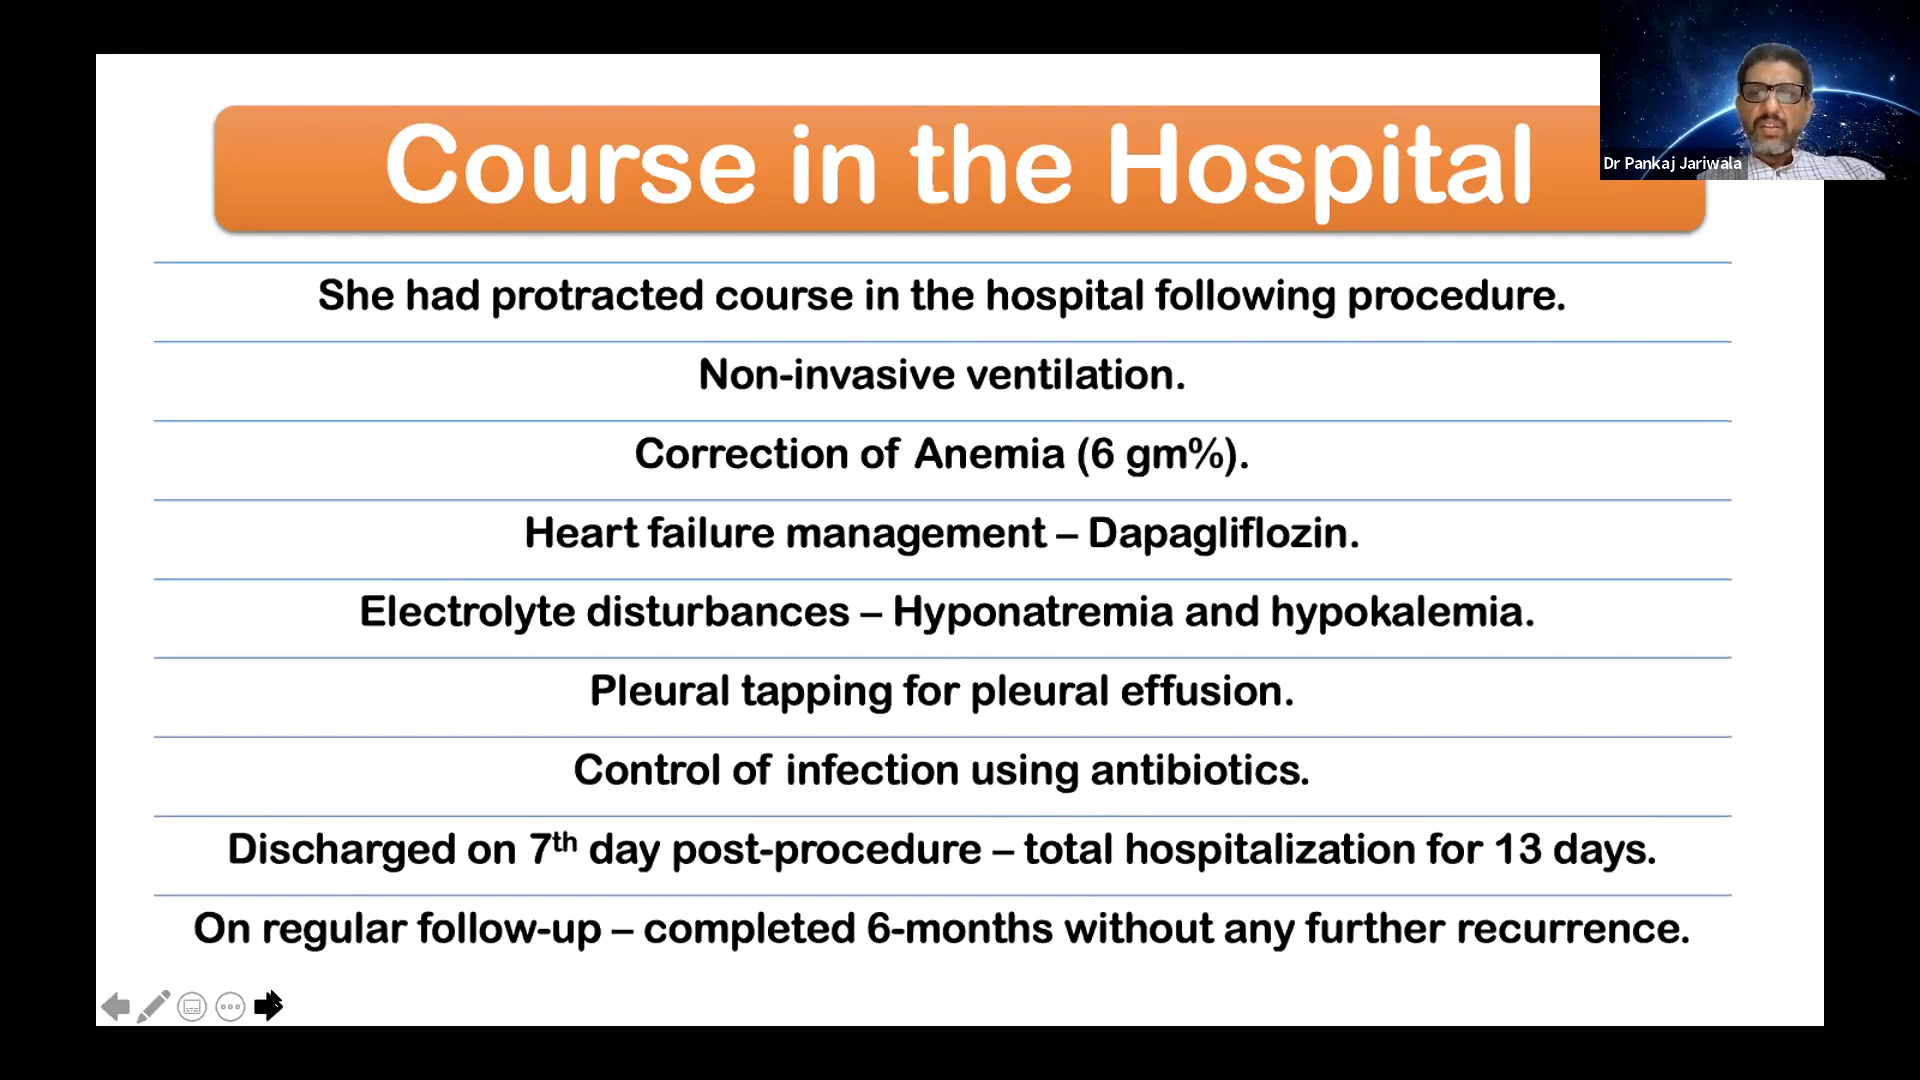 Course in the Hospital
Dr Pankaj Jariwala
She had protracted course in the hospital following procedure.
Non-invasive ventilation.
Correction of Anemia (6 gm%).
Heart failure management – Dapagliflozin.
Electrolyte disturbances – Hyponatremia and hypokalemia.
Pleural tapping for pleural effusion.
Control of infection using antibiotics.
Discharged on 7th day post-procedure – total hospitalization for 13 days.
On regular follow-up – completed 6-months without any further recurrence.